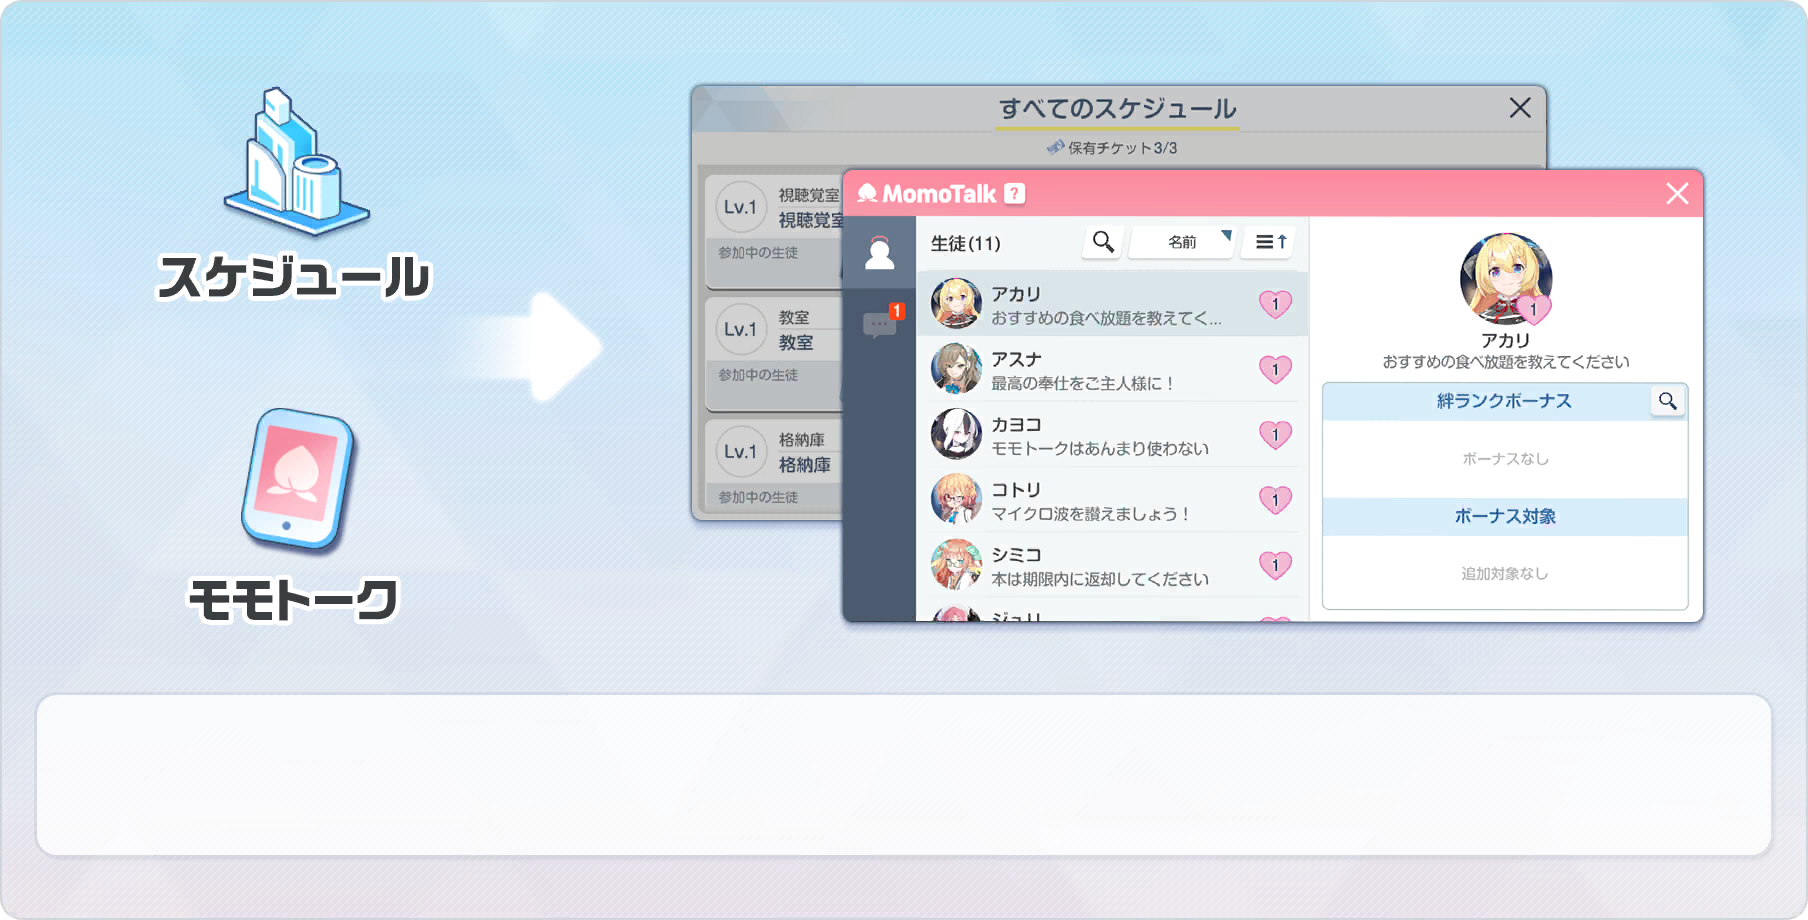 スケジュール
モモトーク
すべてのスケジュール
保有チケット 3/3
Lv.1
視聴覚室
視聴覚室
参加中の生徒
Lv.1
教室
教室
参加中の生徒
Lv.1
格納庫
格納庫
参加中の生徒
MomoTalk ?
1
生徒(11)
名前
アカリ
おすすめの食べ放題を教えてく...
1
アスナ
最高の奉仕をご主人様に！
1
カヨコ
モモトークはあんまり使わない
1
コトリ
マイクロ波を讃えましょう！
1
シミコ
本は期限内に返却してください
1
ジュリ
1
アカリ
おすすめの食べ放題を教えてください
絆ランクボーナス
ボーナスなし
ボーナス対象
追加対象なし